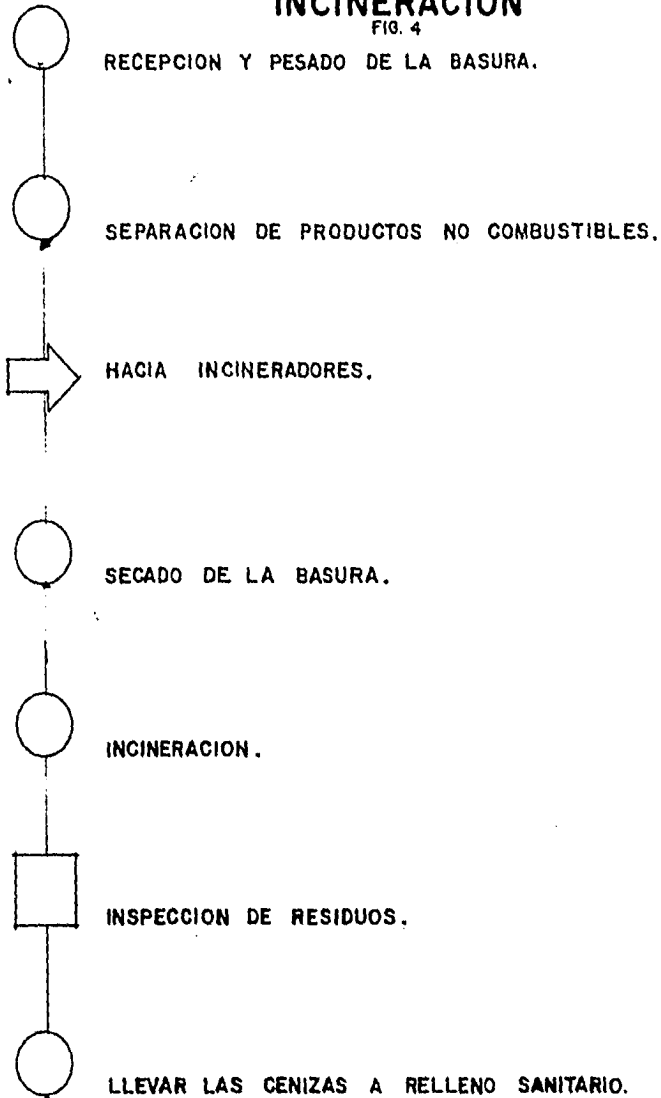 INCINERACION
FIG. 4
RECEPCION Y PESADO DE LA BASURA.
SEPARACION DE PRODUCTOS NO COMBUSTIBLES.
HACIA INCINERADORES.
SECADO DE LA BASURA.
INCINERACION.
INSPECCION DE RESIDUOS.
LLEVAR LAS CENIZAS A RELLENO SANITARIO.